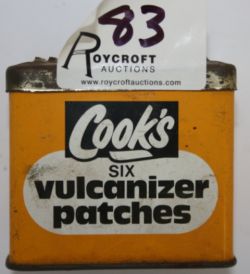 83
ROYCROFT
AUCTIONS
www.roycroftauctions.com
Cook's
SIX
vulcanizer
patches